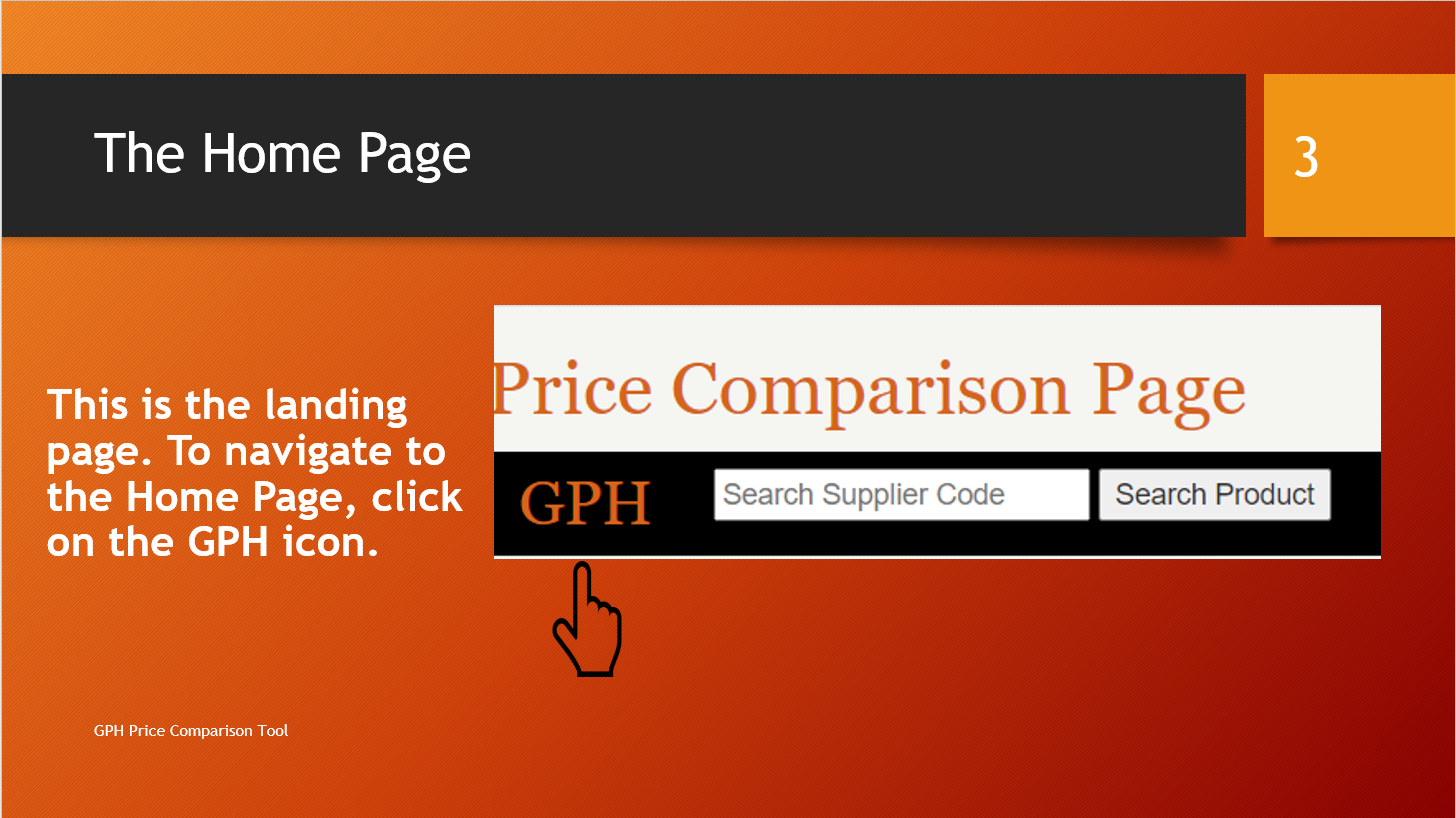 The Home Page
3
This is the landing
page. To navigate to
the Home Page, click
on the GPH icon.
Price Comparison Page
GPH
Search Supplier Code
Search Product
GPH Price Comparison Tool